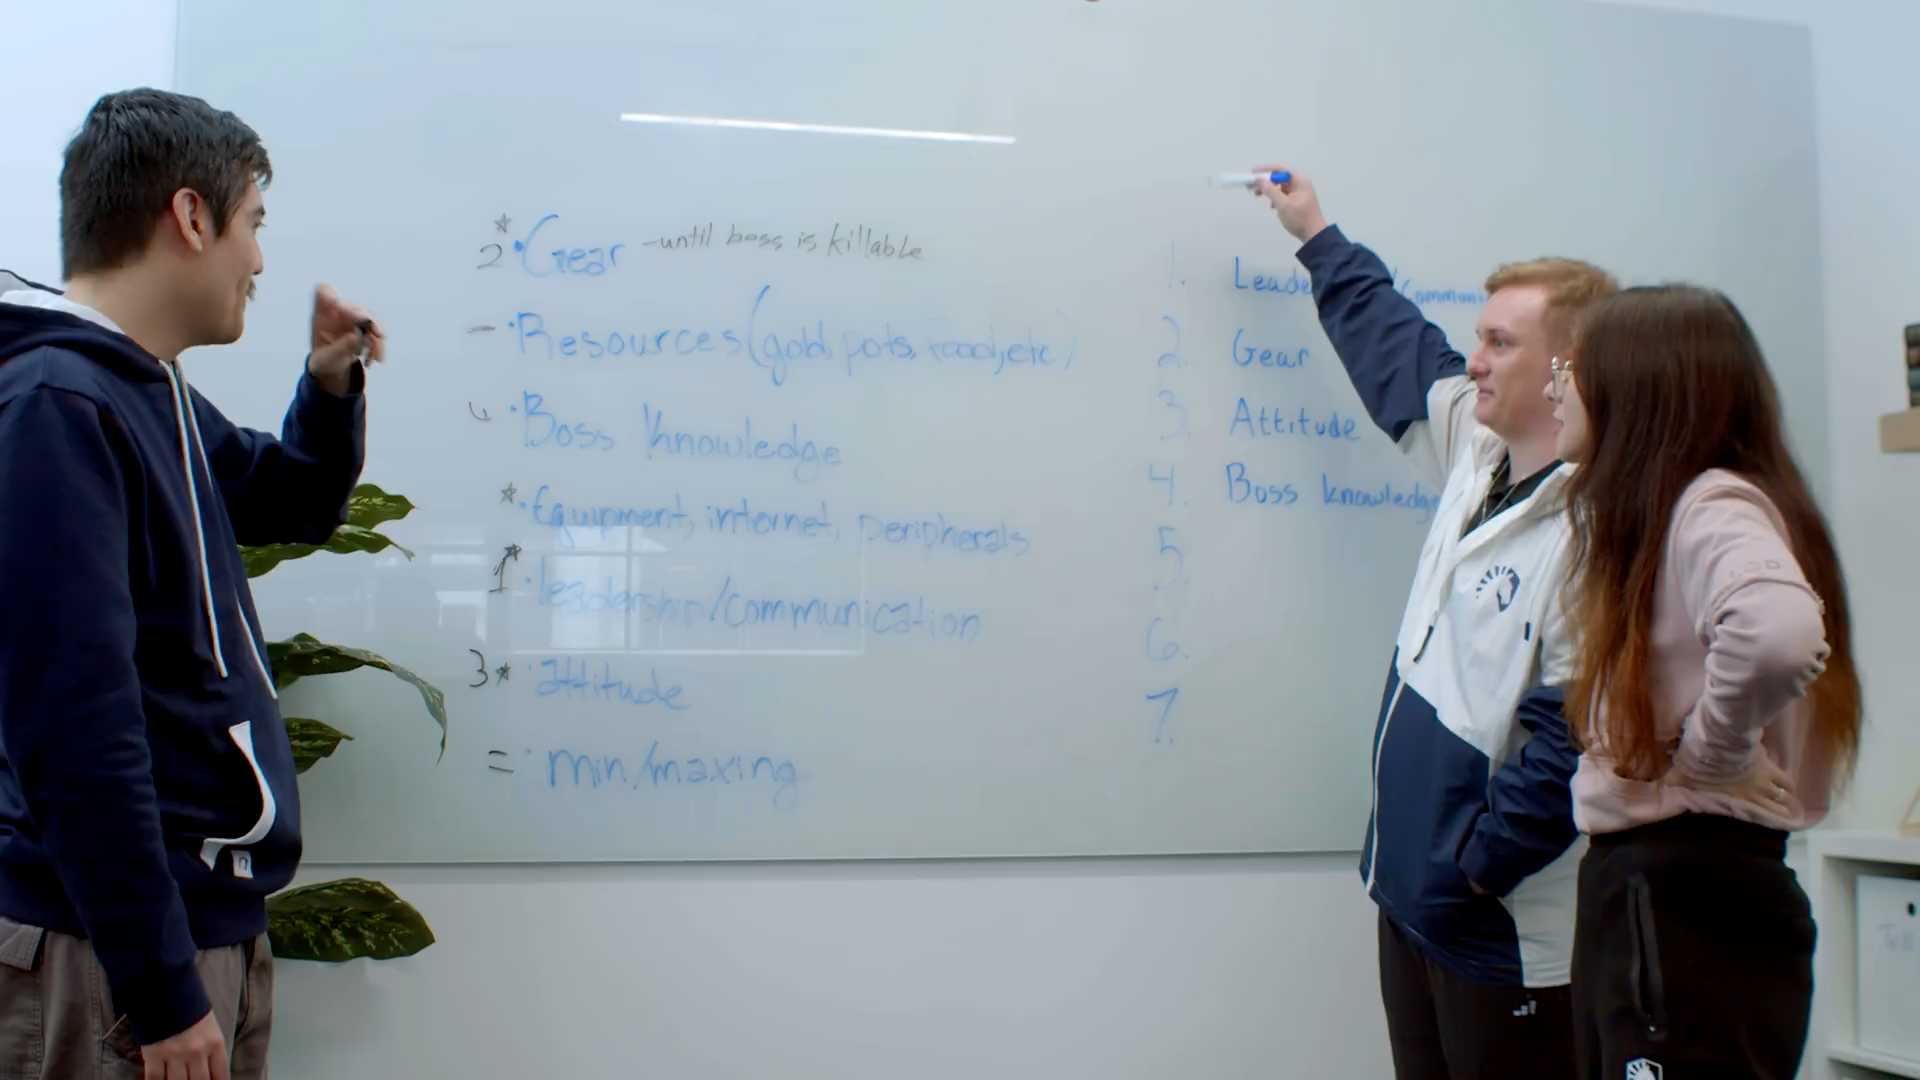 * 2 • Gear - until boss is killable
- • Resources (gold, pots, food, etc.)
4 • Boss Knowledge
* • Equipment, internet, peripherals
1 * • leadership/communication
3 * • attitude
= • min/maxing
1. Leade /Communi
2. Gear
3. Attitude
4. Boss knowledge
5.
6.
7.